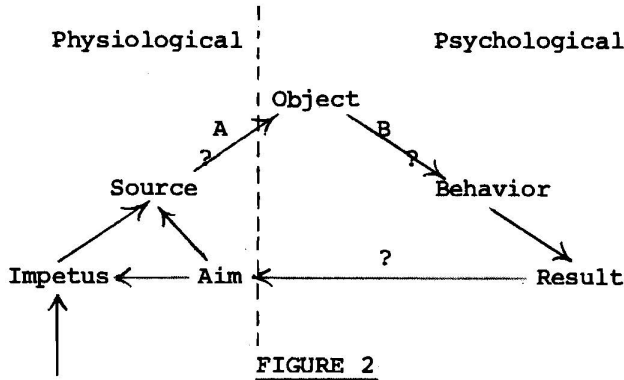 Physiological Psychological
Object
A B
? ?
Source Behavior
?
Impetus Aim Result
FIGURE 2